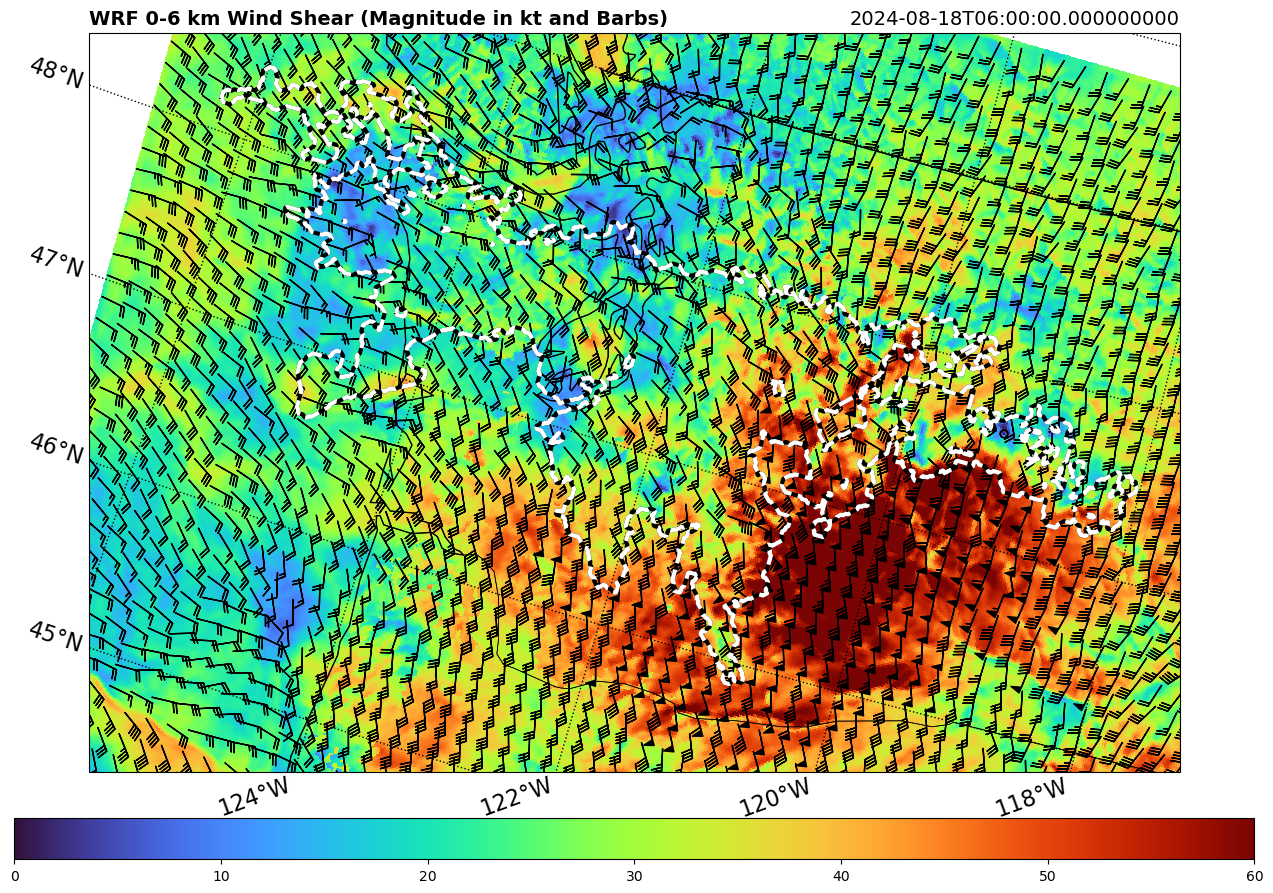 WRF 0-6 km Wind Shear (Magnitude in kt and Barbs) 2024-08-18T06:00:00.000000000
48°N
47°N
46°N
45°N
124°W 122°W 120°W 118°W
0 10 20 30 40 50 60